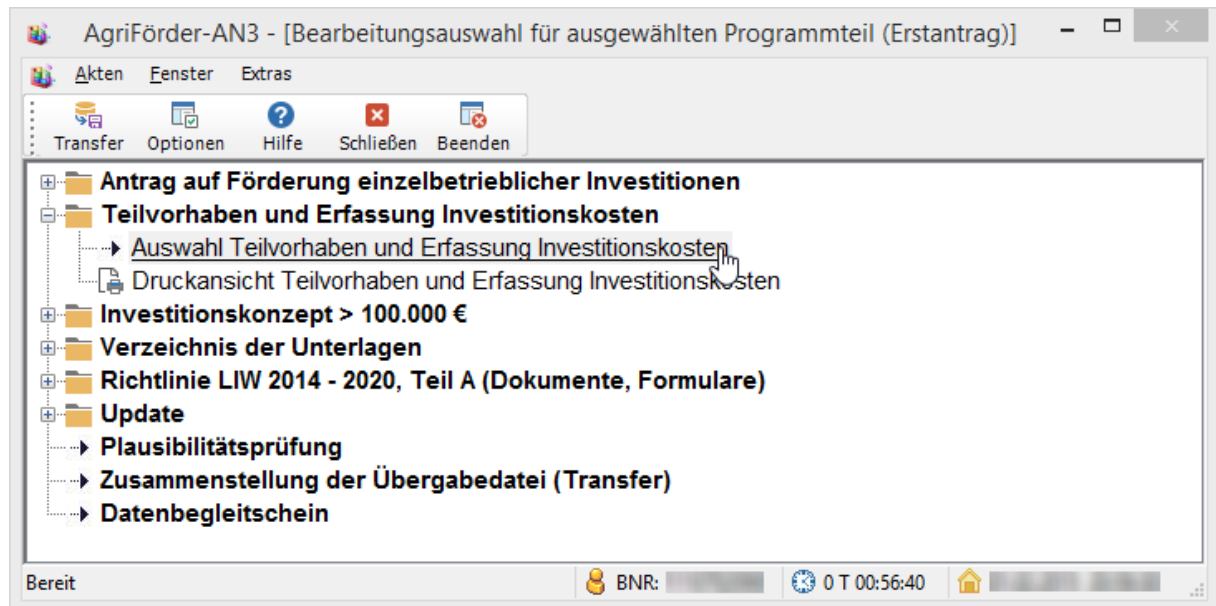 AgriFörder-AN3 - [Bearbeitungsauswahl für ausgewählten Programmteil (Erstantrag)]
Akten Fenster Extras
Transfer Optionen Hilfe Schließen Beenden
Antrag auf Förderung einzelbetrieblicher Investitionen
Teilvorhaben und Erfassung Investitionskosten
Auswahl Teilvorhaben und Erfassung Investitionskosten
Druckansicht Teilvorhaben und Erfassung Investitionskosten
Investitionskonzept > 100.000 €
Verzeichnis der Unterlagen
Richtlinie LIW 2014 - 2020, Teil A (Dokumente, Formulare)
Update
Plausibilitätsprüfung
Zusammenstellung der Übergabedatei (Transfer)
Datenbegleitschein
Bereit BNR: 0 T 00:56:40